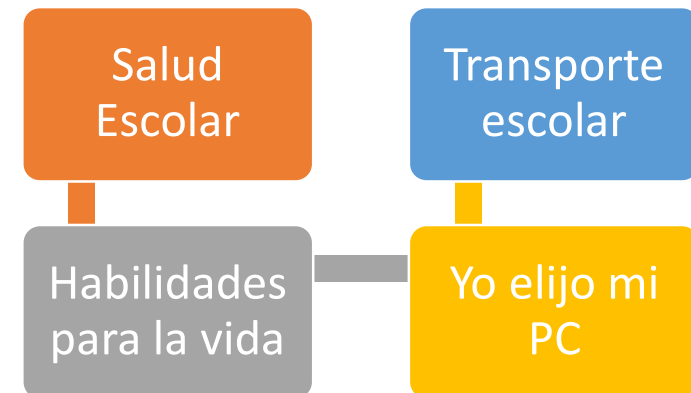 Salud
Escolar
Transporte
escolar
Habilidades
para la vida
Yo elijo mi
PC